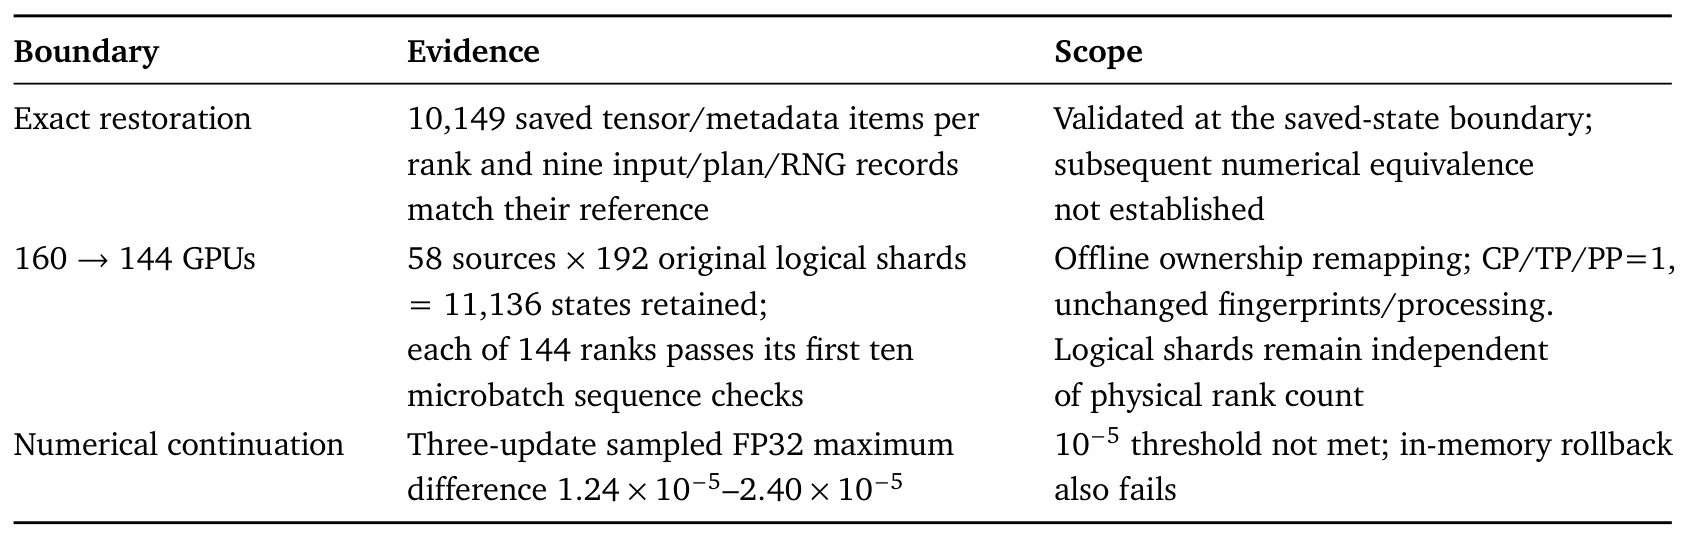 Boundary Evidence Scope
Exact restoration 10,149 saved tensor/metadata items per Validated at the saved-state boundary;
rank and nine input/plan/RNG records subsequent numerical equivalence
match their reference not established
160 → 144 GPUs 58 sources × 192 original logical shards Offline ownership remapping; CP/TP/PP=1,
= 11,136 states retained; unchanged fingerprints/processing.
each of 144 ranks passes its first ten Logical shards remain independent
microbatch sequence checks of physical rank count
Numerical continuation Three-update sampled FP32 maximum 10⁻⁵ threshold not met; in-memory rollback
difference 1.24 × 10⁻⁵–2.40 × 10⁻⁵ also fails